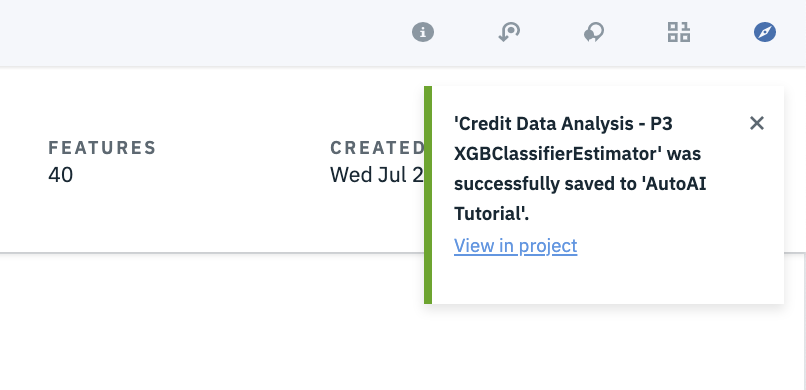 FEATURES
40
CREATED
Wed Jul 2
'Credit Data Analysis - P3
XGBClassifierEstimator' was
successfully saved to 'AutoAI
Tutorial'.
View in project